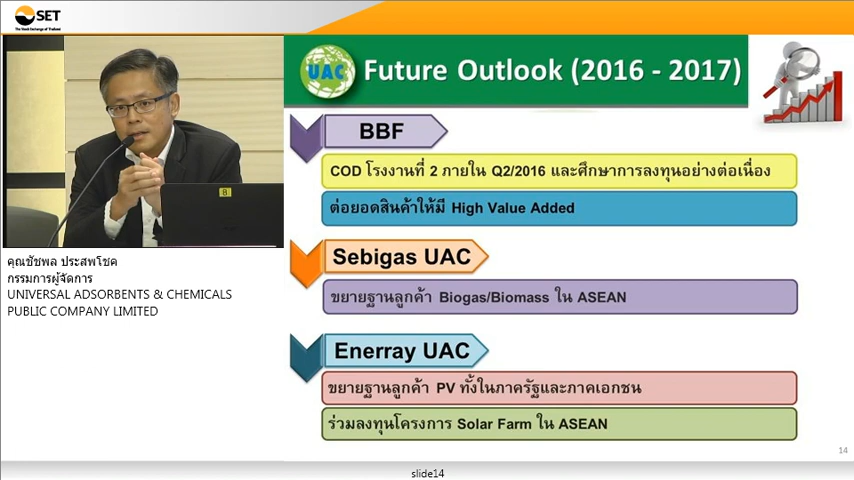 SET
The Stock Exchange of Thailand
UAC
Future Outlook (2016 - 2017)
BBF
COD โรงงานที่ 2 ภายใน Q2/2016 และศึกษาการลงทุนอย่างต่อเนื่อง
ต่อยอดสินค้าให้มี High Value Added
Sebigas UAC
ขยายฐานลูกค้า Biogas/Biomass ใน ASEAN
Enerray UAC
ขยายฐานลูกค้า PV ทั้งในภาครัฐและภาคเอกชน
ร่วมลงทุนโครงการ Solar Farm ใน ASEAN
8
คุณชัชพล ประสพโชค
กรรมการผู้จัดการ
UNIVERSAL ADSORBENTS & CHEMICALS
PUBLIC COMPANY LIMITED
14
slide14